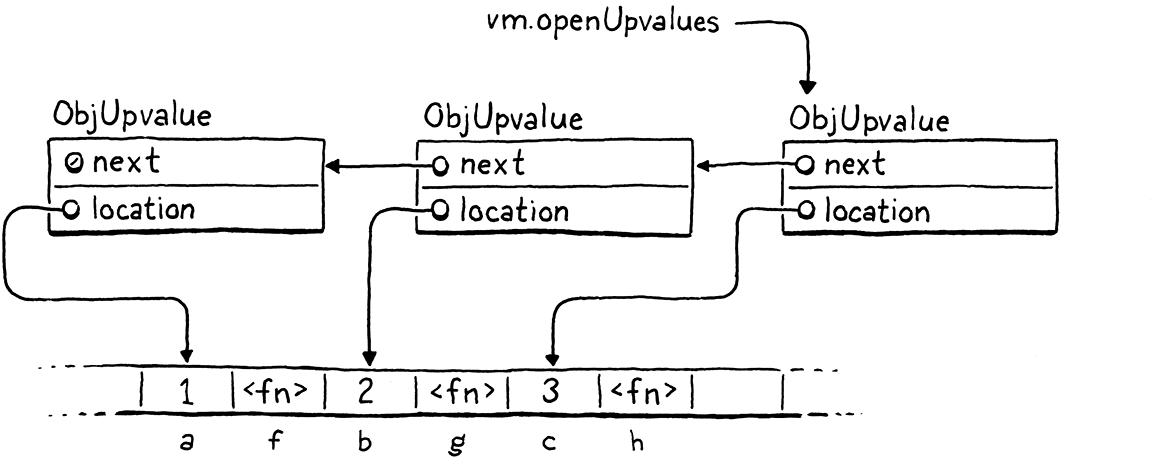 vm.openUpvalues
ObjUpvalue ObjUpvalue ObjUpvalue
next next next
location location location
1 <fn> 2 <fn> 3 <fn>
a f b g c h